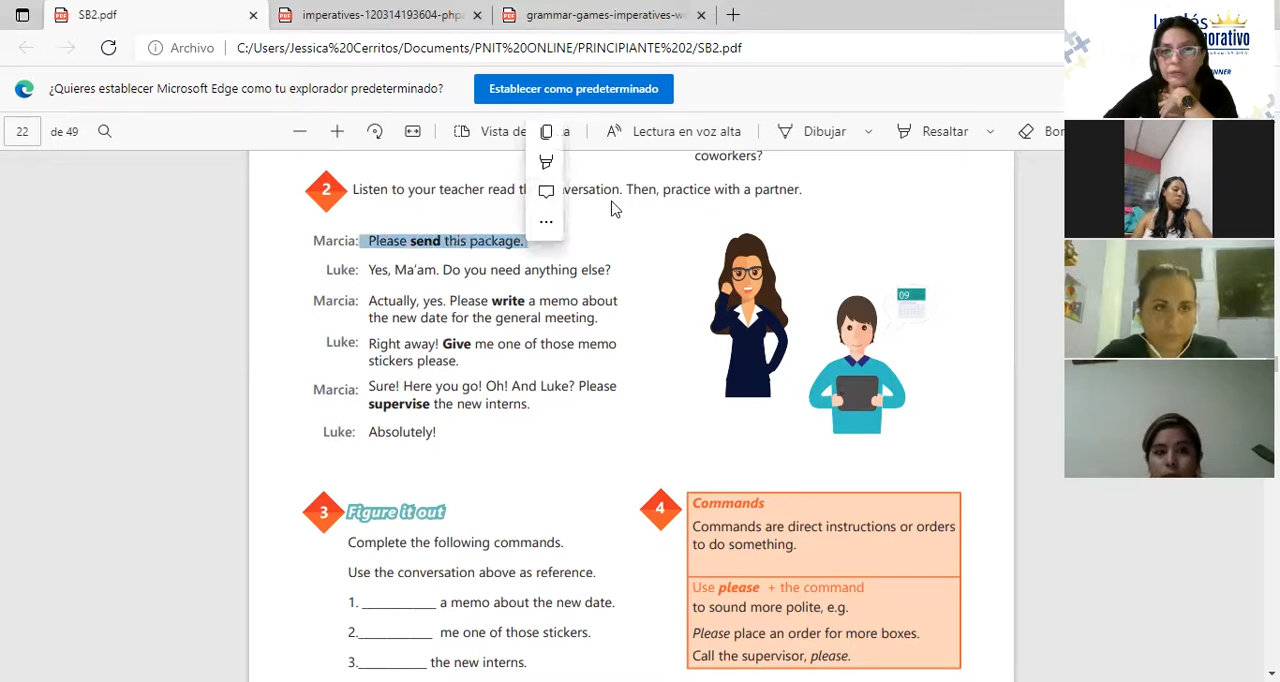 SB2.pdf
imperatives-120314193604-php
grammar-games-imperatives-w
Archivo
C:/Users/Jessica%20Cerritos/Documents/PNIT%20ONLINE/PRINCIPIANTE%202/SB2.pdf
¿Quieres establecer Microsoft Edge como tu explorador predeterminado?
Establecer como predeterminado
22 de 49
Vista de
Lectura en voz alta
Dibujar
Resaltar
coworkers?
2 Listen to your teacher read nversation. Then, practice with a partner.
Marcia: Please send this package.
Luke: Yes, Ma'am. Do you need anything else?
Marcia: Actually, yes. Please write a memo about
the new date for the general meeting.
Luke: Right away! Give me one of those memo
stickers please.
Marcia: Sure! Here you go! Oh! And Luke? Please
supervise the new interns.
Luke: Absolutely!
09
3 Figure it out
Complete the following commands.
Use the conversation above as reference.
1. __________ a memo about the new date.
2.__________ me one of those stickers.
3.__________ the new interns.
4 Commands
Commands are direct instructions or orders
to do something.
Use please + the command
to sound more polite, e.g.
Please place an order for more boxes.
Call the supervisor, please.